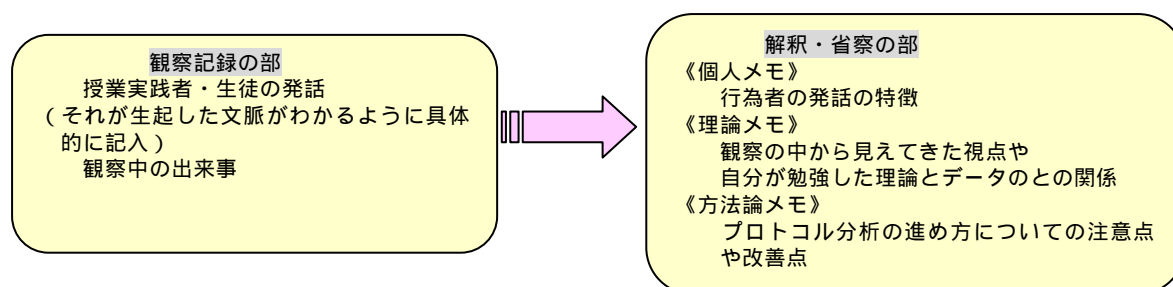 観察記録の部
授業実践者・生徒の発話
(それが生起した文脈がわかるように具体
的に記入)
観察中の出来事
解釈・省察の部
《個人メモ》
行為者の発話の特徴
《理論メモ》
観察の中から見えてきた視点や
自分が勉強した理論とデータのとの関係
《方法論メモ》
プロトコル分析の進め方についての注意点
や改善点